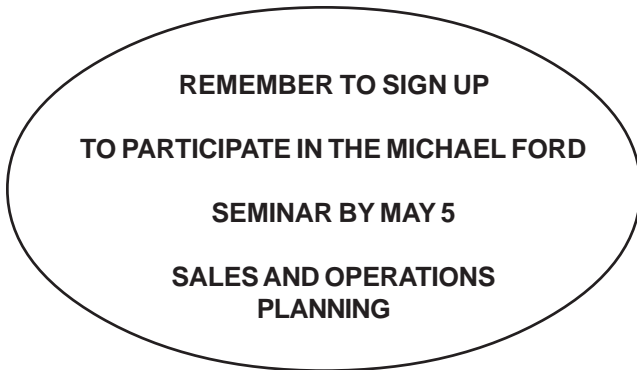 REMEMBER TO SIGN UP
TO PARTICIPATE IN THE MICHAEL FORD
SEMINAR BY MAY 5
SALES AND OPERATIONS
PLANNING